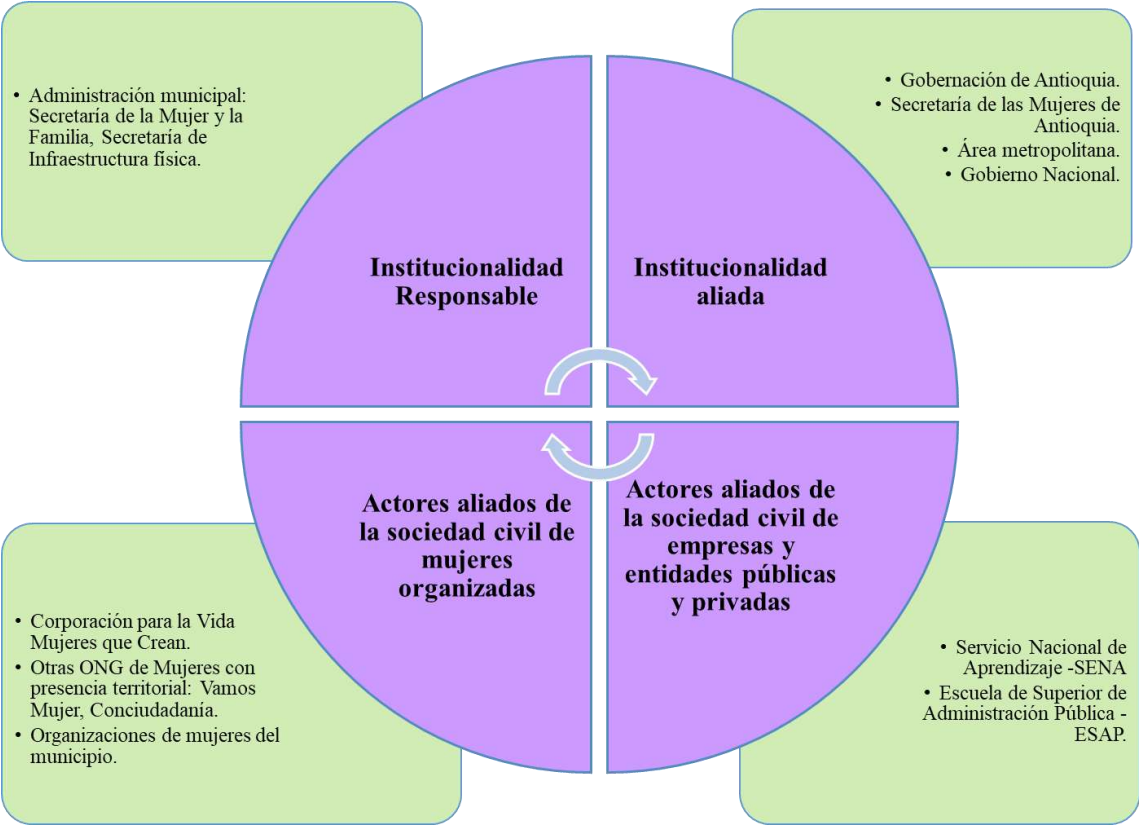 • Administración municipal:
Secretaría de la Mujer y la
Familia, Secretaría de
Infraestructura física.
• Gobernación de Antioquia.
• Secretaría de las Mujeres de
Antioquia.
• Área metropolitana.
• Gobierno Nacional.
Institucionalidad
Responsable
Institucionalidad
aliada
Actores aliados de
la sociedad civil de
mujeres
organizadas
Actores aliados de
la sociedad civil de
empresas y
entidades públicas
y privadas
• Corporación para la Vida
Mujeres que Crean.
• Otras ONG de Mujeres con
presencia territorial: Vamos
Mujer, Conciudadanía.
• Organizaciones de mujeres del
municipio.
• Servicio Nacional de
Aprendizaje -SENA
• Escuela de Superior de
Administración Pública -
ESAP.